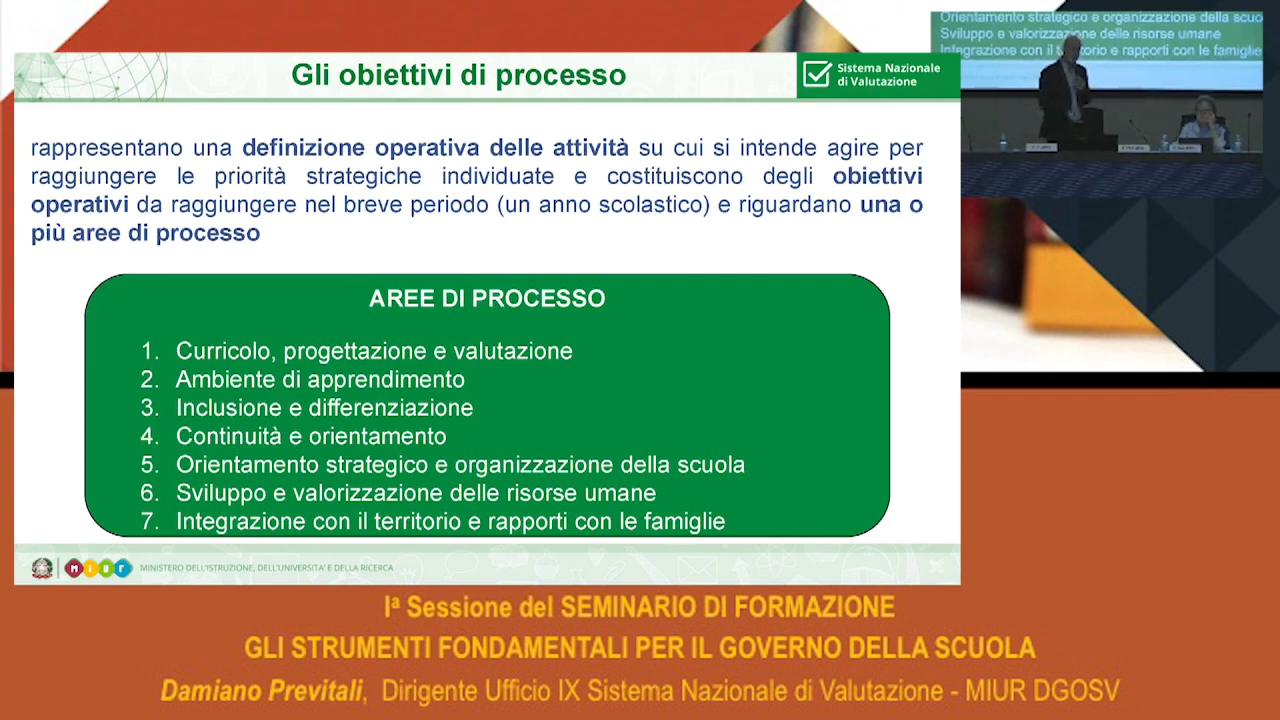 Gli obiettivi di processo
Sistema Nazionale
di Valutazione
rappresentano una definizione operativa delle attività su cui si intende agire per
raggiungere le priorità strategiche individuate e costituiscono degli obiettivi
operativi da raggiungere nel breve periodo (un anno scolastico) e riguardano una o
più aree di processo
AREE DI PROCESSO
1. Curricolo, progettazione e valutazione
2. Ambiente di apprendimento
3. Inclusione e differenziazione
4. Continuità e orientamento
5. Orientamento strategico e organizzazione della scuola
6. Sviluppo e valorizzazione delle risorse umane
7. Integrazione con il territorio e rapporti con le famiglie
MIUR
MINISTERO DELL'ISTRUZIONE, DELL'UNIVERSITA' E DELLA RICERCA
Orientamento strategico e organizzazione della scuo
Sviluppo e valorizzazione delle risorse umane
Integrazione con il territorio e rapporti con le famiglie
Iª Sessione del SEMINARIO DI FORMAZIONE
GLI STRUMENTI FONDAMENTALI PER IL GOVERNO DELLA SCUOLA
Damiano Previtali, Dirigente Ufficio IX Sistema Nazionale di Valutazione - MIUR DGOSV